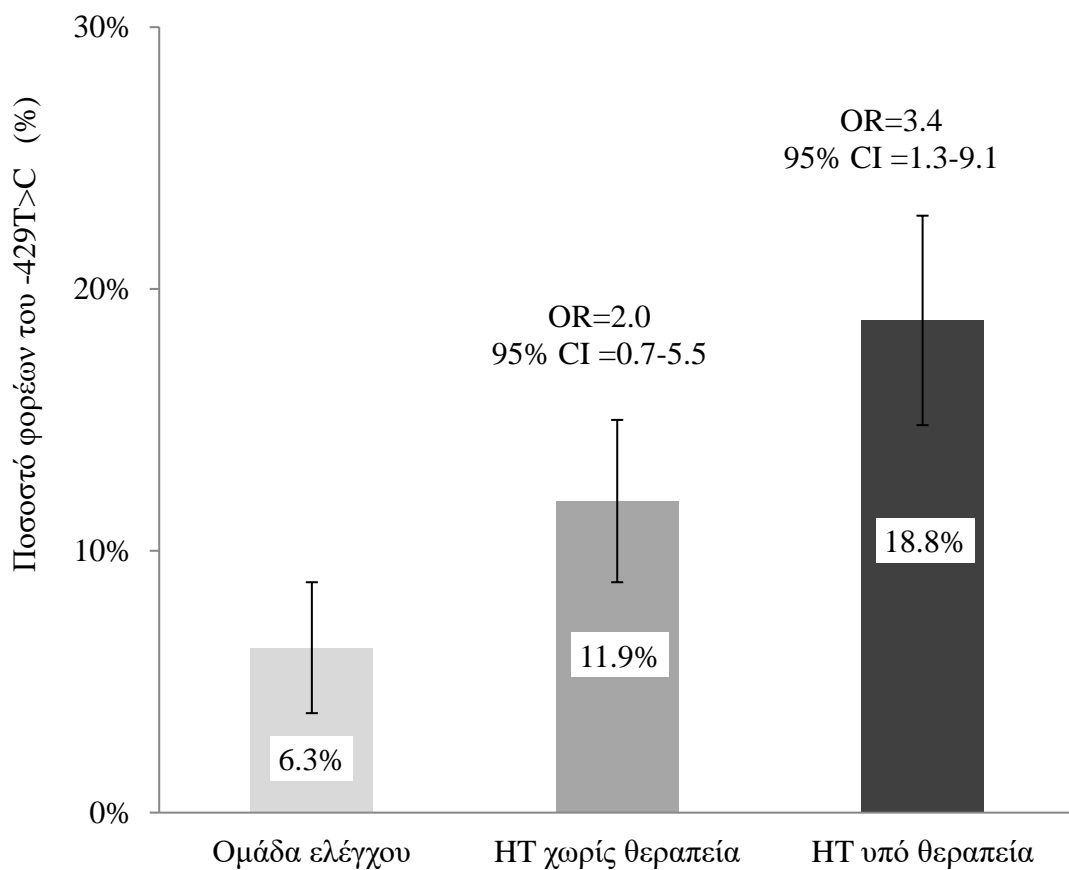 Ποσοστό φορέων του -429T>C (%)
30%
20%
10%
0%
OR=3.4
95% CI =1.3-9.1
OR=2.0
95% CI =0.7-5.5
18.8%
11.9%
6.3%
Ομάδα ελέγχου
HT χωρίς θεραπεία
HT υπό θεραπεία